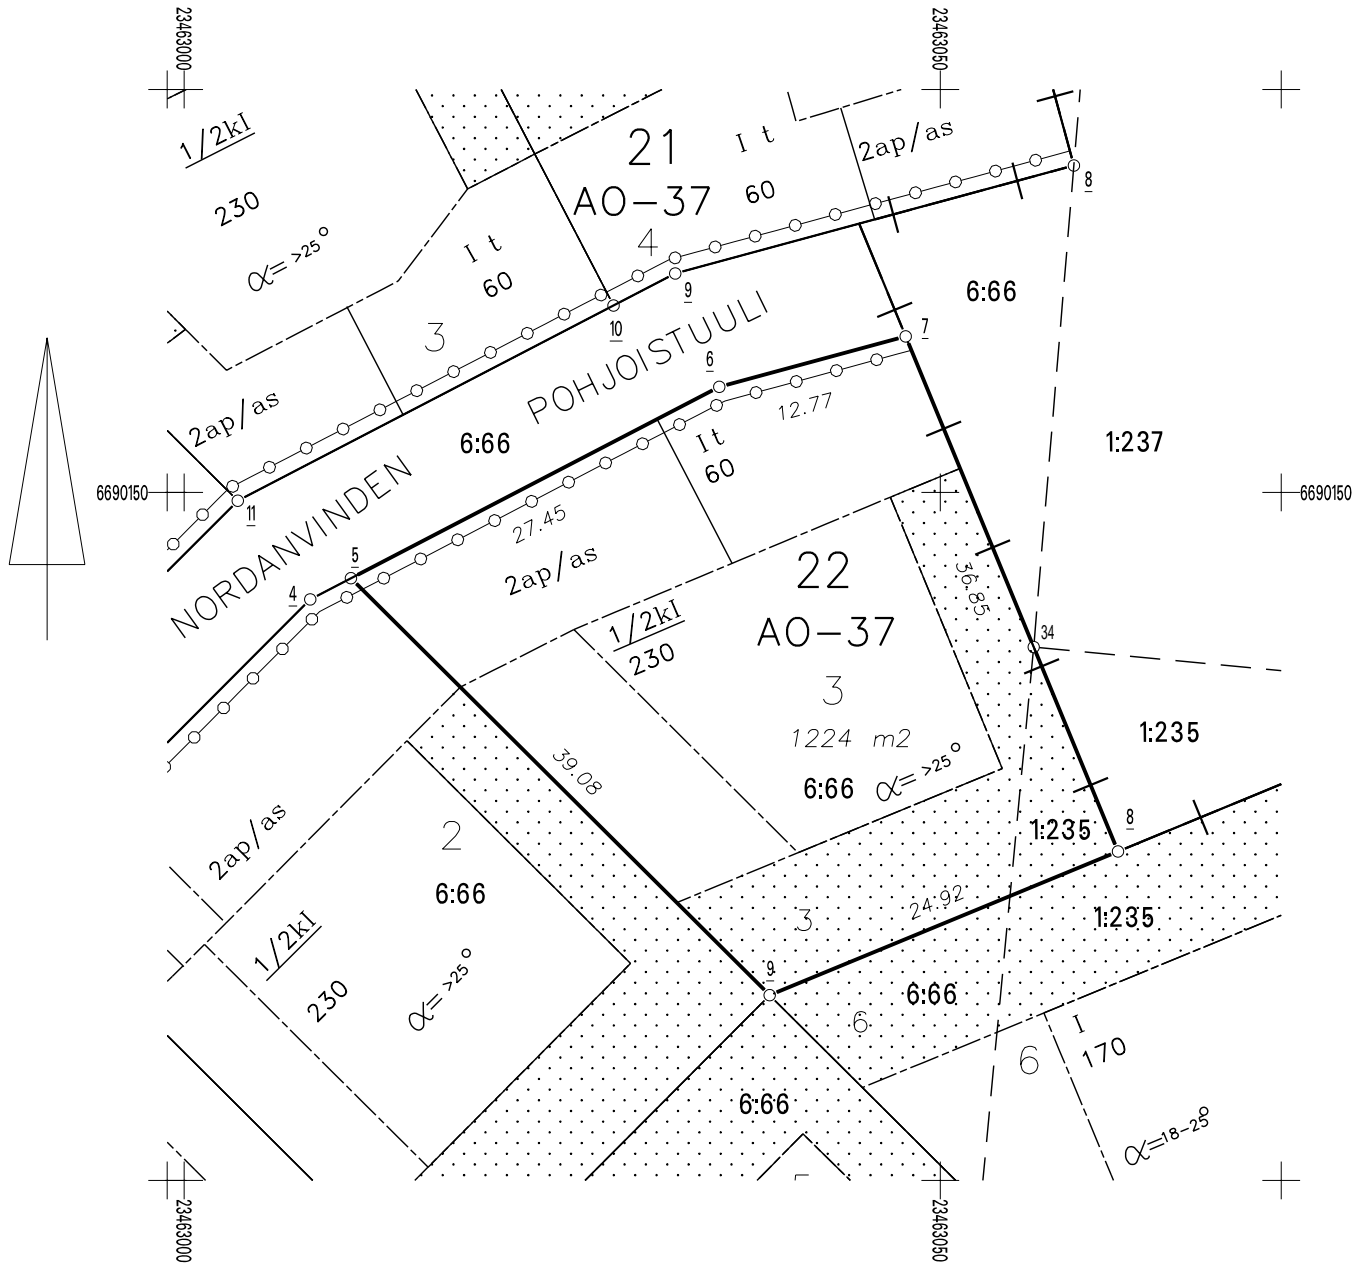 23463000
23463050
1/2kI
230
α= >25°
21
AO-37
I t
60
2ap/as
8
I t
60
4
9
10
3
POHJOISTUULI
6:66
7
6
2ap/as
6:66
12.77
It
60
1:237
6690150
6690150
11
NORDANVINDEN
27.45
5
2ap/as
4
22
AO-37
36.85
34
1/2kI
230
3
1224 m2
6:66
α= >25°
39.08
1:235
1:235
8
2ap/as
2
6:66
1/2kI
230
α= >25°
3
24.92
1:235
9
6:66
6
6
I
170
6:66
α=18-25°
23463000
23463050